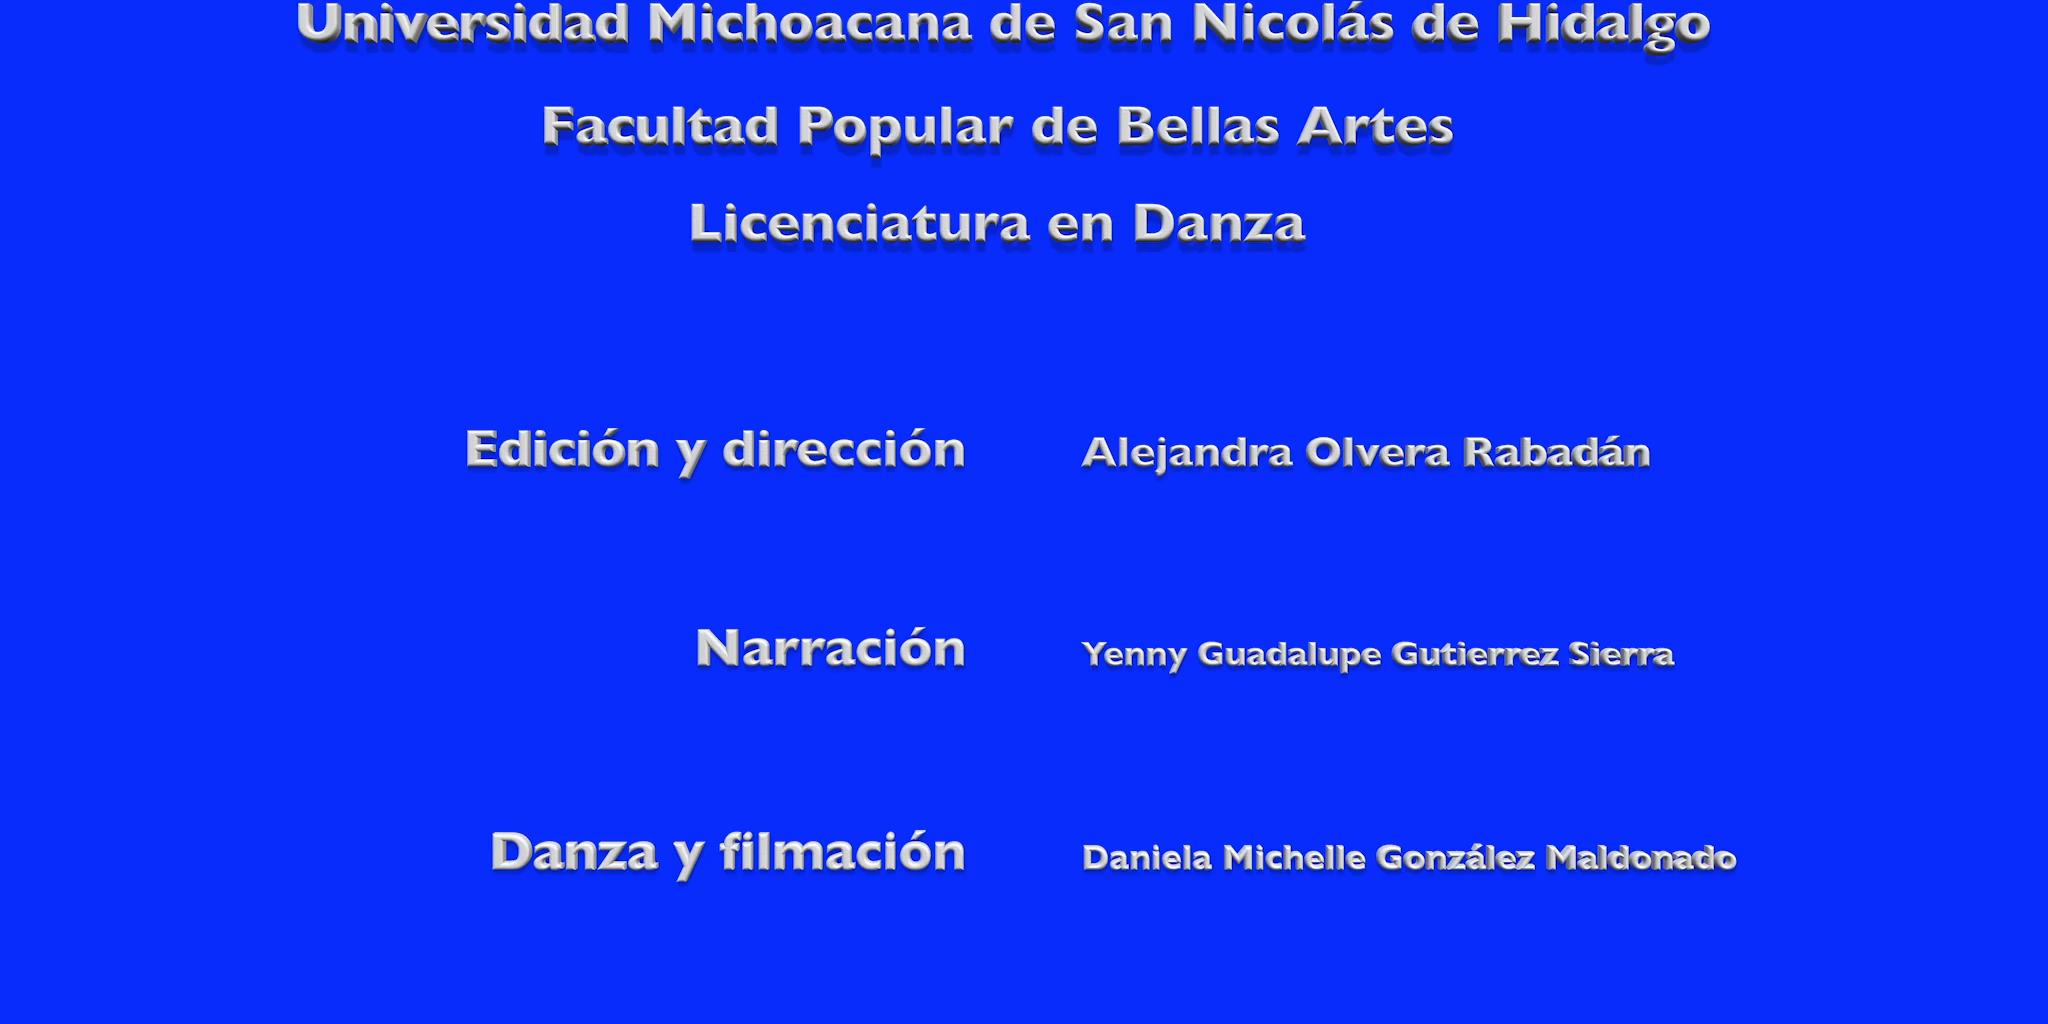 Universidad Michoacana de San Nicolás de Hidalgo
Facultad Popular de Bellas Artes
Licenciatura en Danza
Edición y dirección Alejandra Olvera Rabadán
Narración Yenny Guadalupe Gutierrez Sierra
Danza y filmación Daniela Michelle González Maldonado